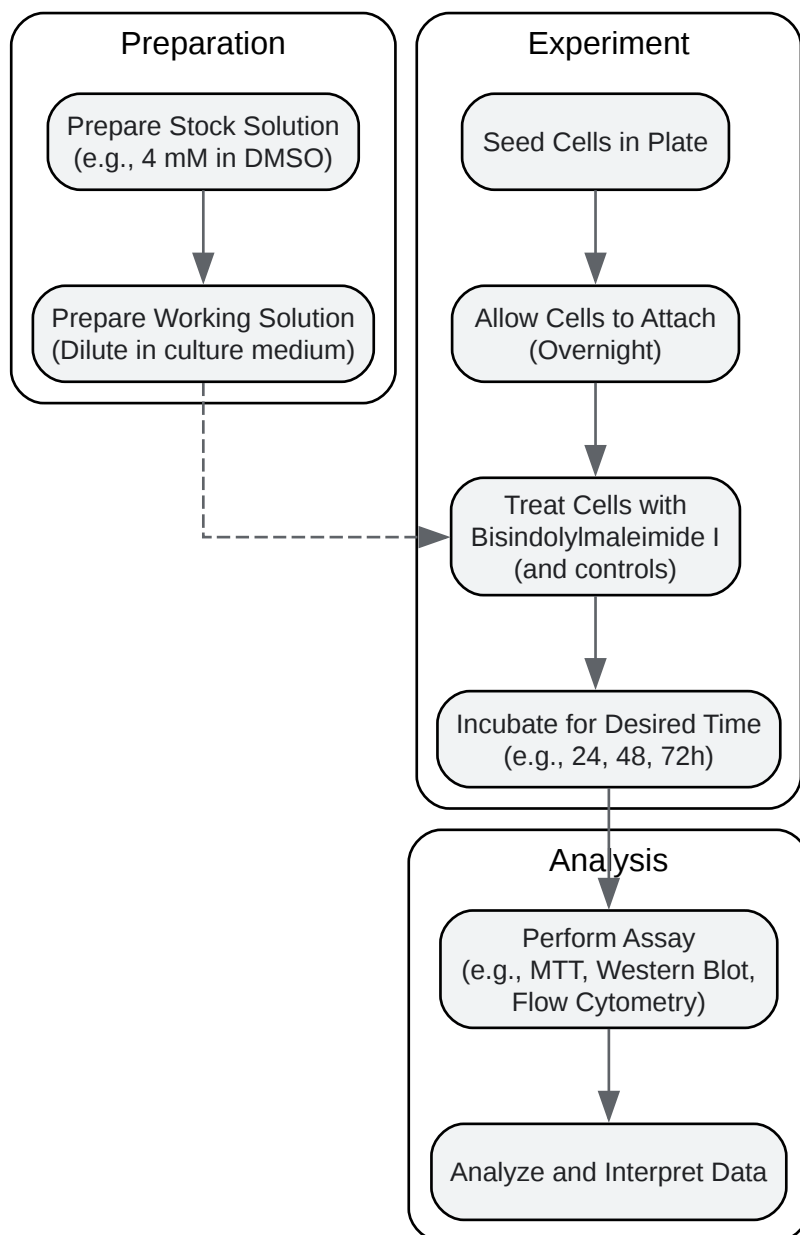 Preparation
Prepare Stock Solution
(e.g., 4 mM in DMSO)
Prepare Working Solution
(Dilute in culture medium)
Experiment
Seed Cells in Plate
Allow Cells to Attach
(Overnight)
Treat Cells with
Bisindolylmaleimide I
(and controls)
Incubate for Desired Time
(e.g., 24, 48, 72h)
Analysis
Perform Assay
(e.g., MTT, Western Blot,
Flow Cytometry)
Analyze and Interpret Data